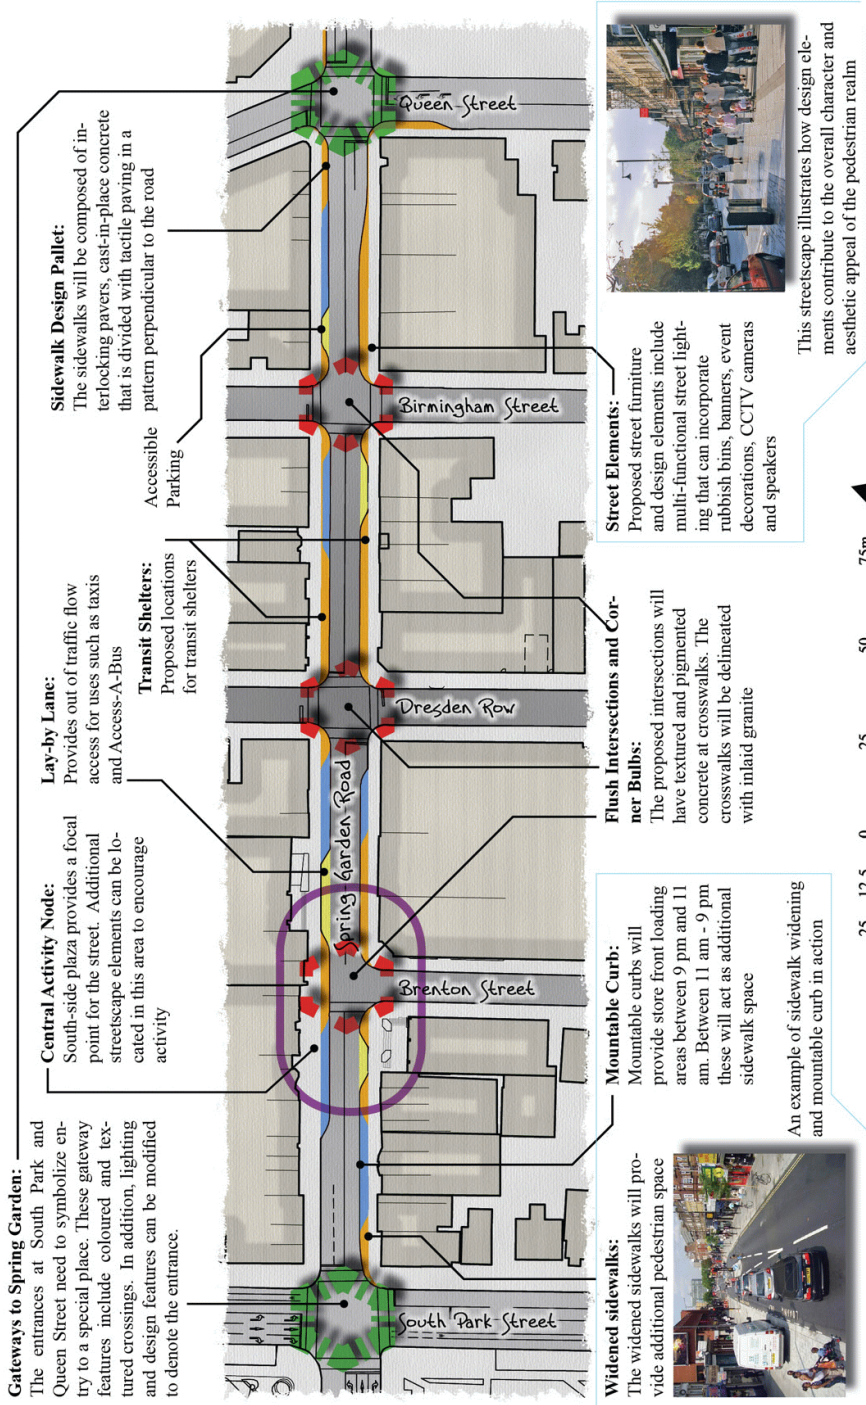 Gateways to Spring Garden:
The entrances at South Park and
Queen Street need to symbolize en-
try to a special place. These gateway
features include coloured and tex-
tured crossings. In addition, lighting
and design features can be modified
to denote the entrance.
Central Activity Node:
South-side plaza provides a focal
point for the street. Additional
streetscape elements can be lo-
cated in this area to encourage
activity
Lay-by Lane:
Provides out of traffic flow
access for uses such as taxis
and Access-A-Bus
Transit Shelters:
Proposed locations
for transit shelters
Accessible
Parking
Sidewalk Design Pallet:
The sidewalks will be composed of in-
terlocking pavers, cast-in-place concrete
that is divided with tactile paving in a
pattern perpendicular to the road
Spring Garden Road
South Park Street
Brenton Street
Dresden Row
Birmingham Street
Queen Street
Widened sidewalks:
The widened sidewalks will pro-
vide additional pedestrian space
An example of sidewalk widening
and mountable curb in action
Mountable Curb:
Mountable curbs will
provide store front loading
areas between 9 pm and 11
am. Between 11 am - 9 pm
these will act as additional
sidewalk space
Flush Intersections and Cor-
ner Bulbs:
The proposed intersections will
have textured and pigmented
concrete at crosswalks. The
crosswalks will be delineated
with inlaid granite
Street Elements:
Proposed street furniture
and design elements include
multi-functional street light-
ing that can incorporate
rubbish bins, banners, event
decorations, CCTV cameras
and speakers
This streetscape illustrates how design ele-
ments contribute to the overall character and
aesthetic appeal of the pedestrian realm
25 12.5 0 25 50 75m